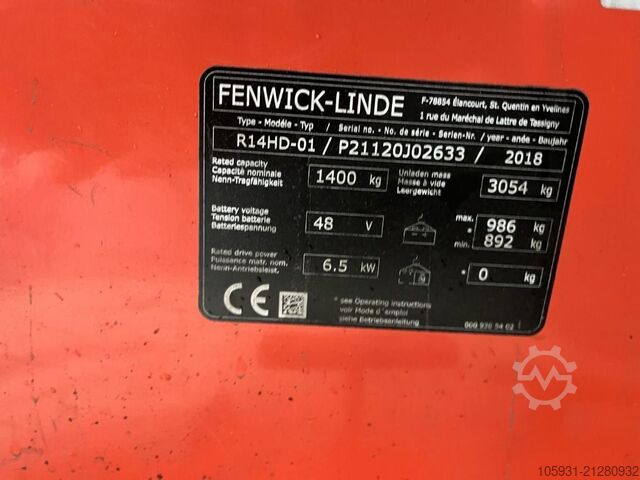 FENWICK-LINDE
F-78854 Élancourt, St. Quentin en Yvelines
1 rue du Maréchal de Lattre de Tassigny
Type - Modéle - Typ / Serial no. - No. de série - Serien-Nr. / year - année - Baujahr
R14HD-01 / P21120J02633 / 2018
Rated capacity
Capacité nominale
Nenn-Tragfähigkeit
1400 kg
Unladen mass
Masse à vide
Leergewicht
3054 kg
Battery voltage
Tension batterie
Batteriespannung
48 V
max. 986 kg
*
min. 892 kg
Rated drive power
Puissance motr. nom.
Nenn-Antriebsleist.
6.5 kW
* 0 kg
CE
* see Operating instructions
voir Mode d'emploi
siehe Betriebsanleitung
000 938 54 02
105931-21280932